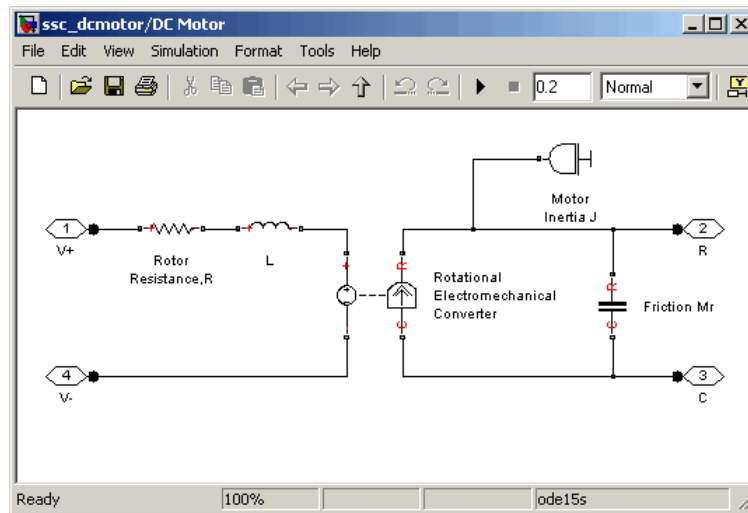 ssc_dcmotor/DC Motor
File Edit View Simulation Format Tools Help
0.2 Normal
Motor
Inertia J
1
V+
Rotor
Resistance,R
L
+
R
Rotational
Electromechanical
Converter
C
2
R
R
Friction Mr
C
4
V-
3
C
Ready 100% ode15s